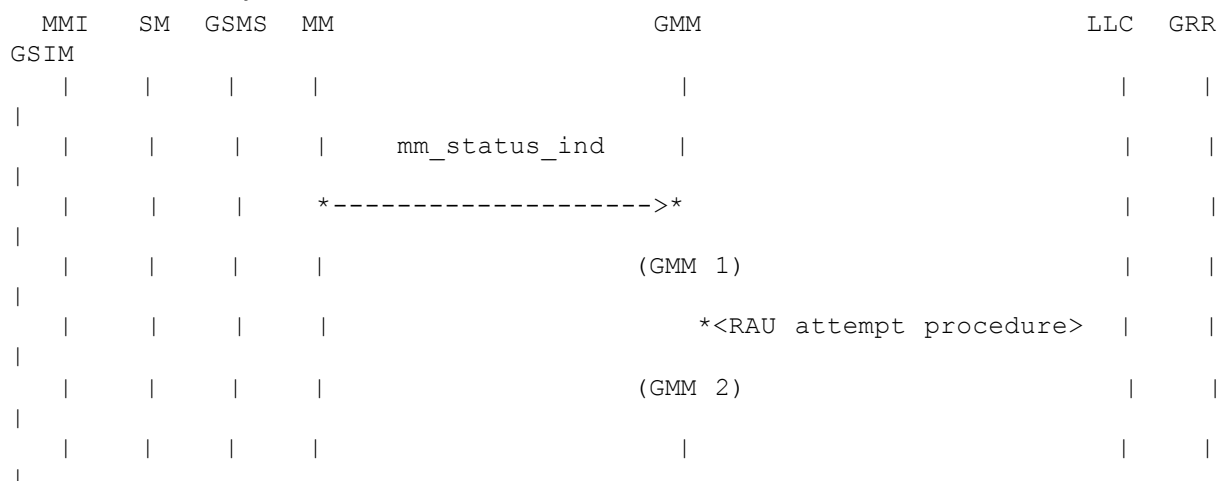 MMI SM GSMS MM GMM LLC GRR
GSIM
| | | | | | |
|
| | | | mm_status_ind | | |
|
| | | *-------------------->* | |
|
| | | | (GMM 1) | |
|
| | | | *<RAU attempt procedure> | |
|
| | | | (GMM 2) | |
|
| | | | | | |
|